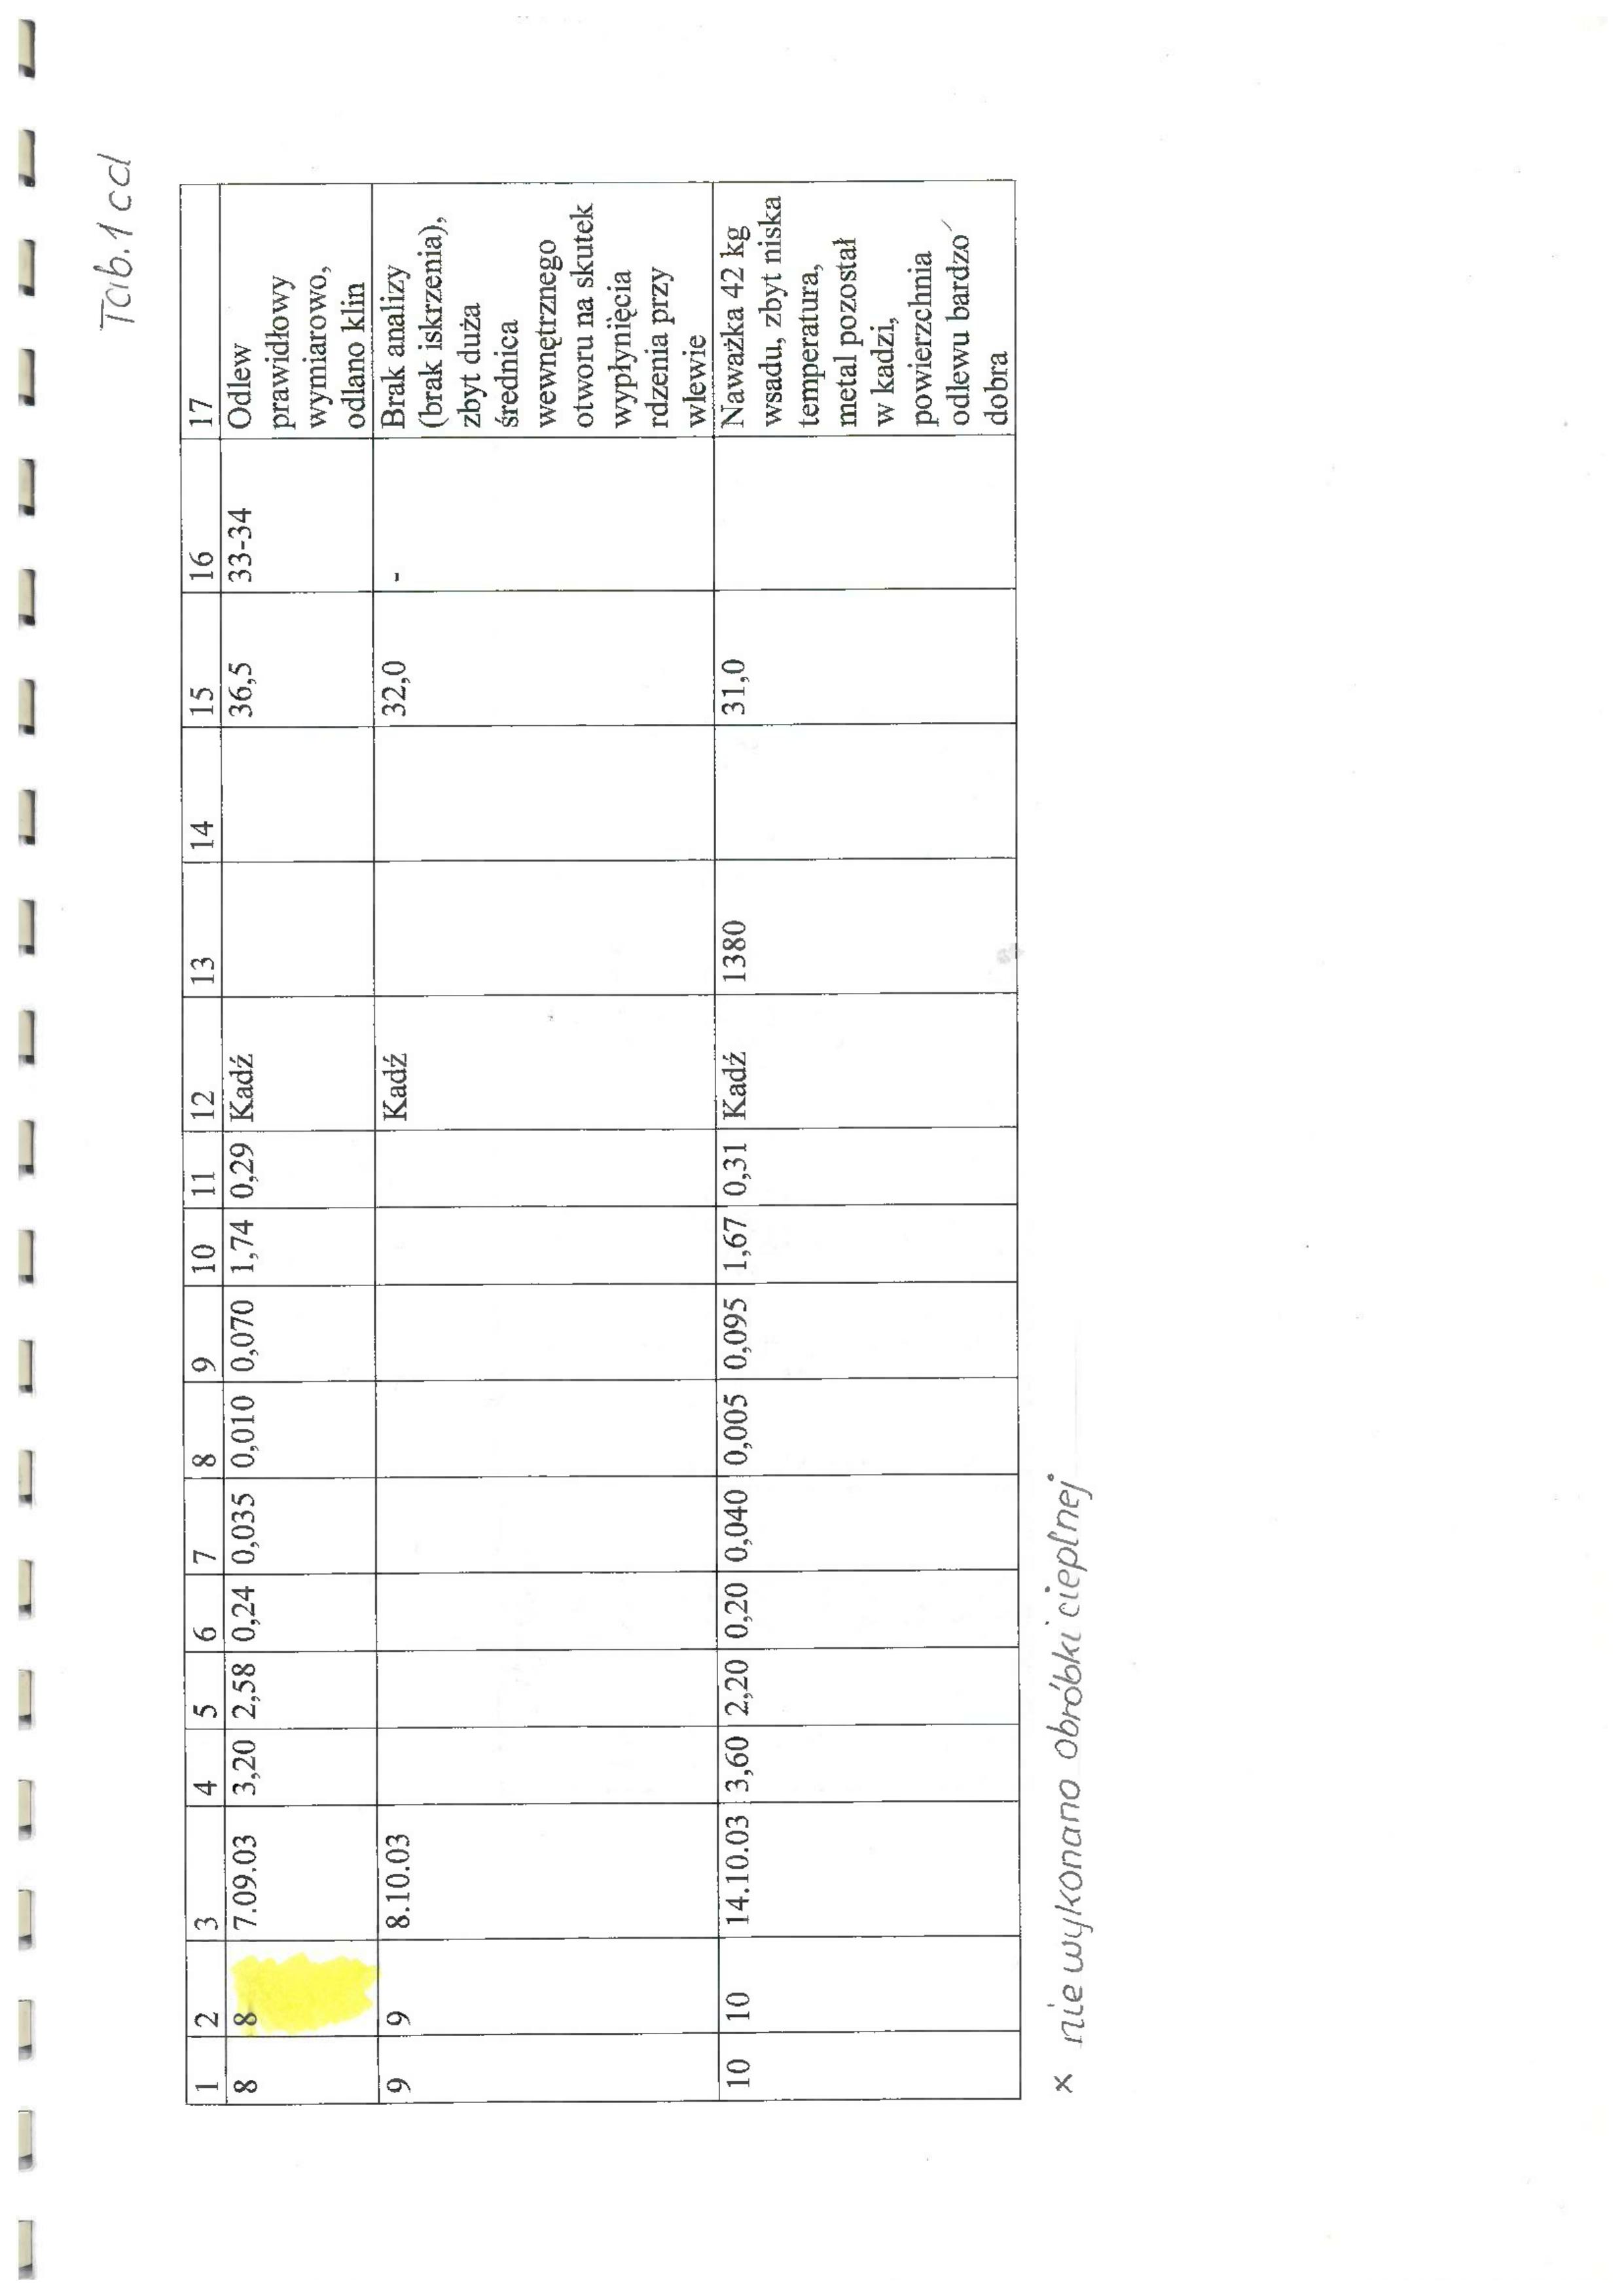 Tab.1 cd
1 2 3 4 5 6 7 8 9 10 11 12 13 14 15 16 17
8 8 7.09.03 3,20 2,58 0,24 0,035 0,010 0,070 1,74 0,29 Kadź 36,5 33-34 Odlew
prawidłowy
wymiarowo,
odlano klin
9 9 8.10.03 Kadź 32,0 - Brak analizy
(brak iskrzenia),
zbyt duża
średnica
wewnętrznego
otworu na skutek
wypłynięcia
rdzenia przy
wlewie
10 10 14.10.03 3,60 2,20 0,20 0,040 0,005 0,095 1,67 0,31 Kadź 1380 31,0 Naważka 42 kg
wsadu, zbyt niska
temperatura,
metal pozostał
w kadzi,
powierzchnia
odlewu bardzo
dobra
x nie wykonano obróbki cieplnej